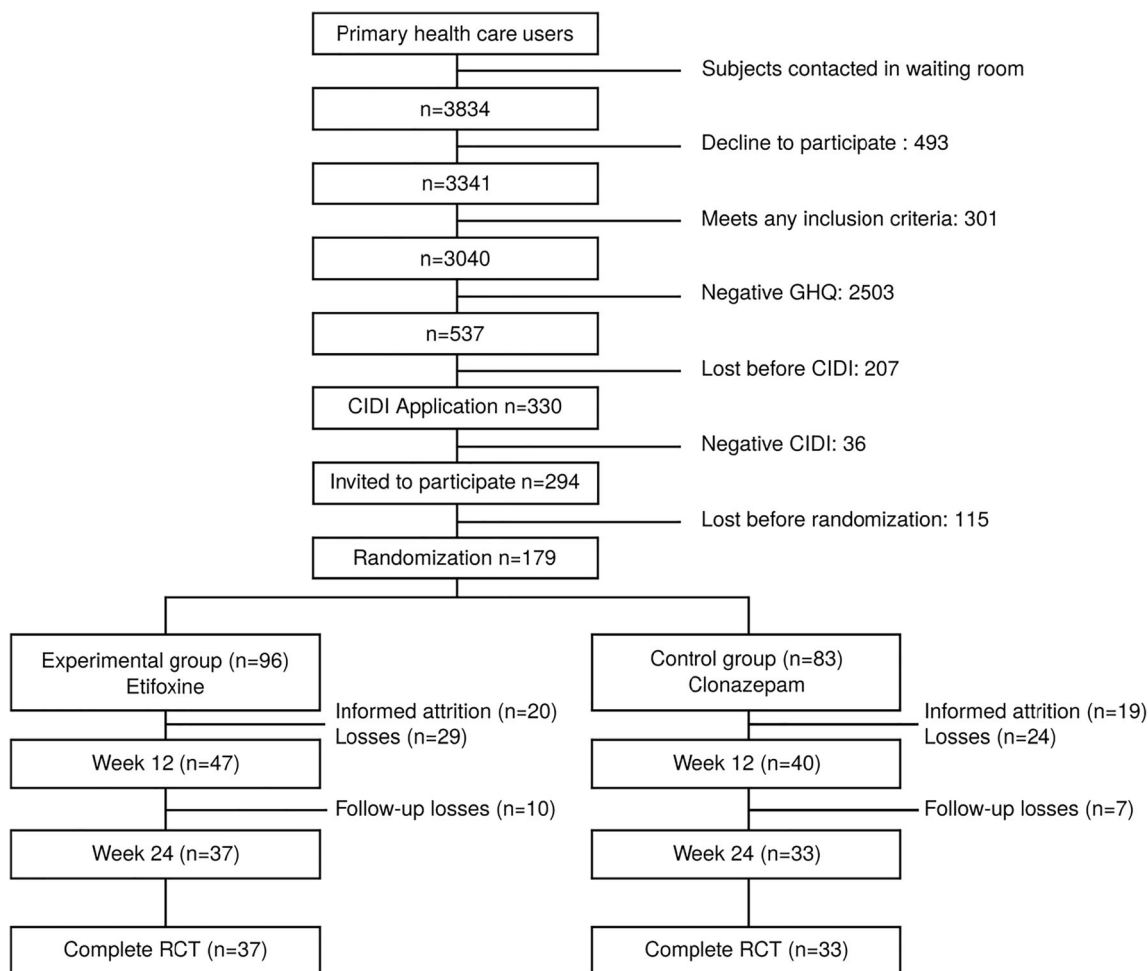 Primary health care users
Subjects contacted in waiting room
n=3834
Decline to participate : 493
n=3341
Meets any inclusion criteria: 301
n=3040
Negative GHQ: 2503
n=537
Lost before CIDI: 207
CIDI Application n=330
Negative CIDI: 36
Invited to participate n=294
Lost before randomization: 115
Randomization n=179
Experimental group (n=96)
Etifoxine
Informed attrition (n=20)
Losses (n=29)
Week 12 (n=47)
Follow-up losses (n=10)
Week 24 (n=37)
Complete RCT (n=37)
Control group (n=83)
Clonazepam
Informed attrition (n=19)
Losses (n=24)
Week 12 (n=40)
Follow-up losses (n=7)
Week 24 (n=33)
Complete RCT (n=33)